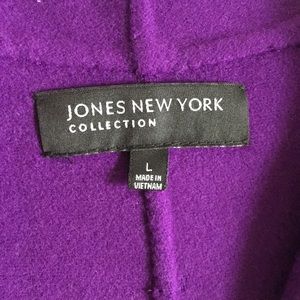 JONES NEW YORK
COLLECTION
L
MADE IN
VIETNAM